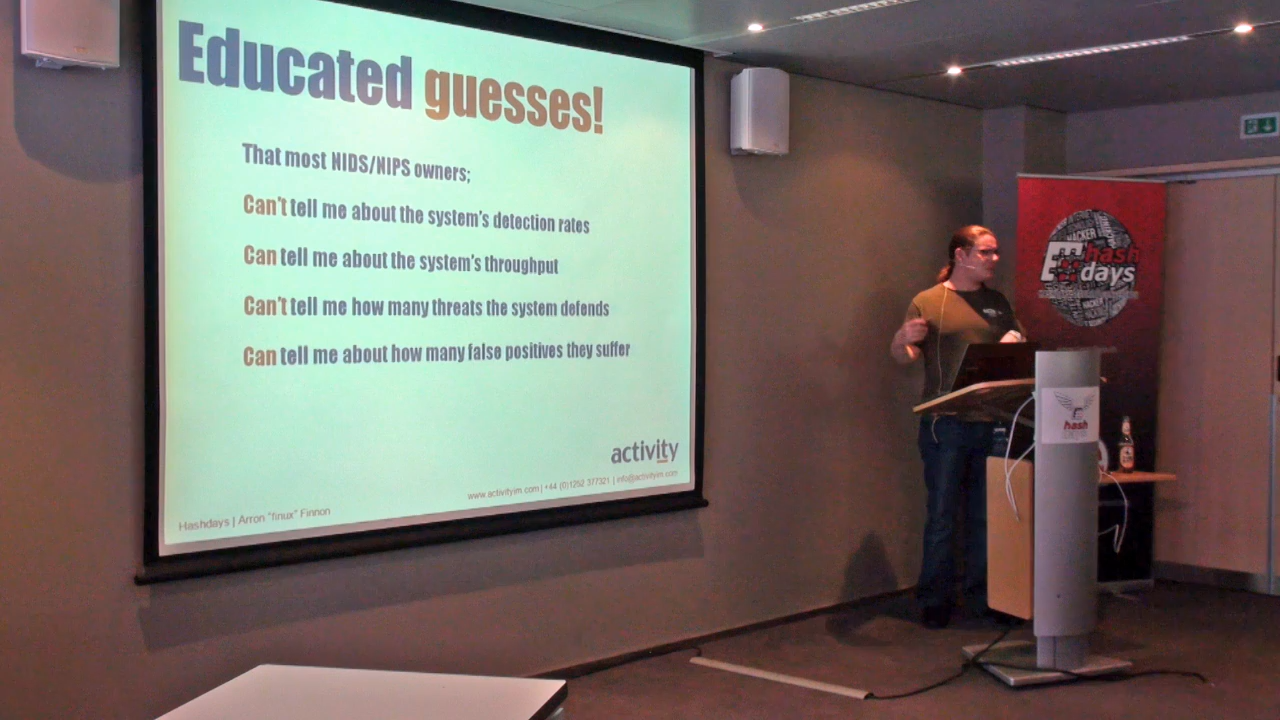 Educated guesses!
That most NIDS/NIPS owners;
Can't tell me about the system's detection rates
Can tell me about the system's throughput
Can't tell me how many threats the system defends
Can tell me about how many false positives they suffer
activity
www.activityim.com | +44 (0)1252 377321 | info@activityim.com
Hashdays | Arron "finux" Finnon
HACKER
hash
days
HACKER
hash